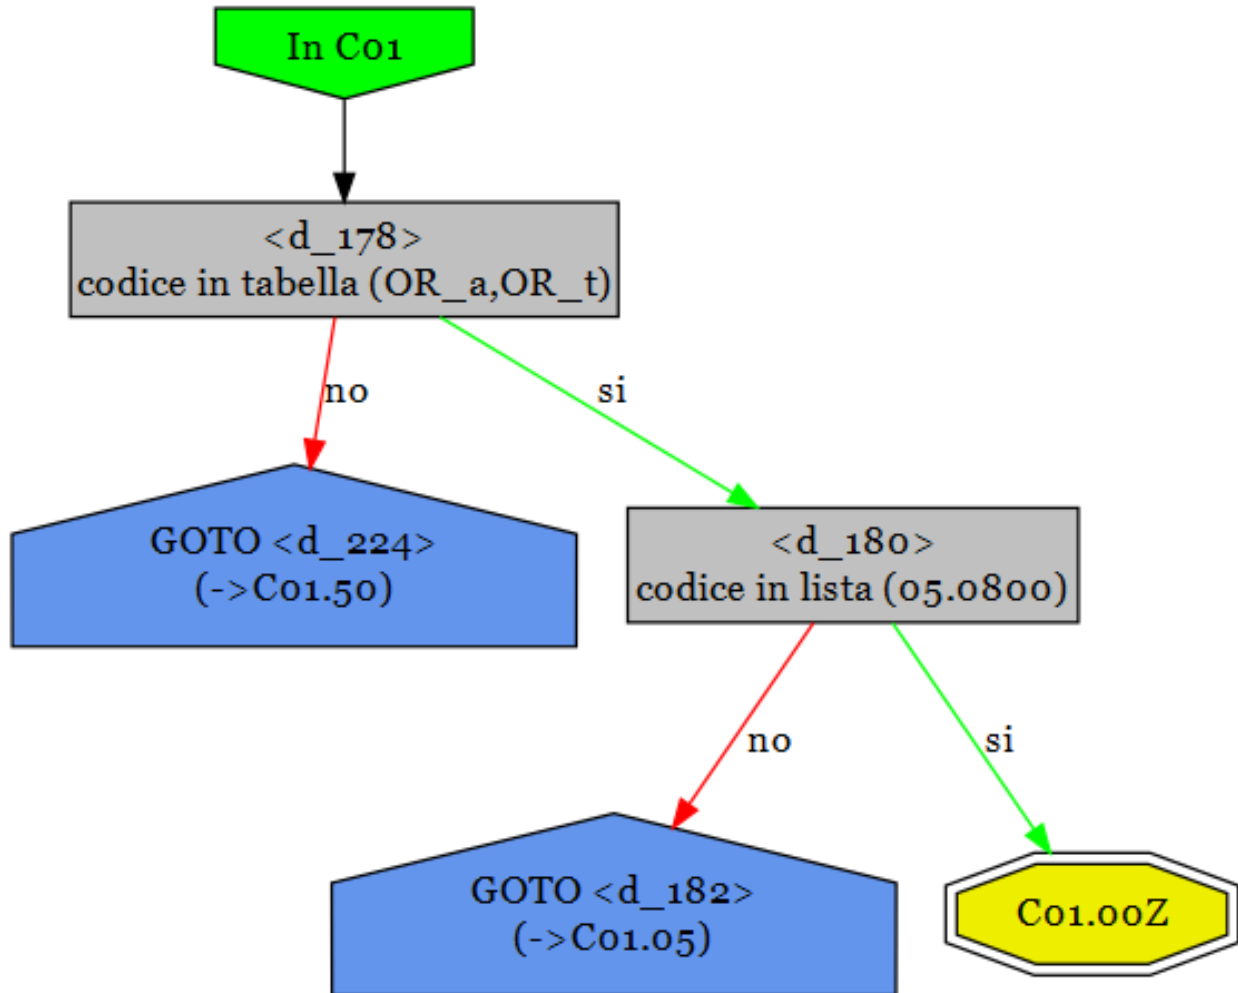 In C01
<d_178>
codice in tabella (OR_a,OR_t)
no
si
GOTO <d_224>
(->C01.50)
<d_180>
codice in lista (05.0800)
no
si
GOTO <d_182>
(->C01.05)
C01.00Z